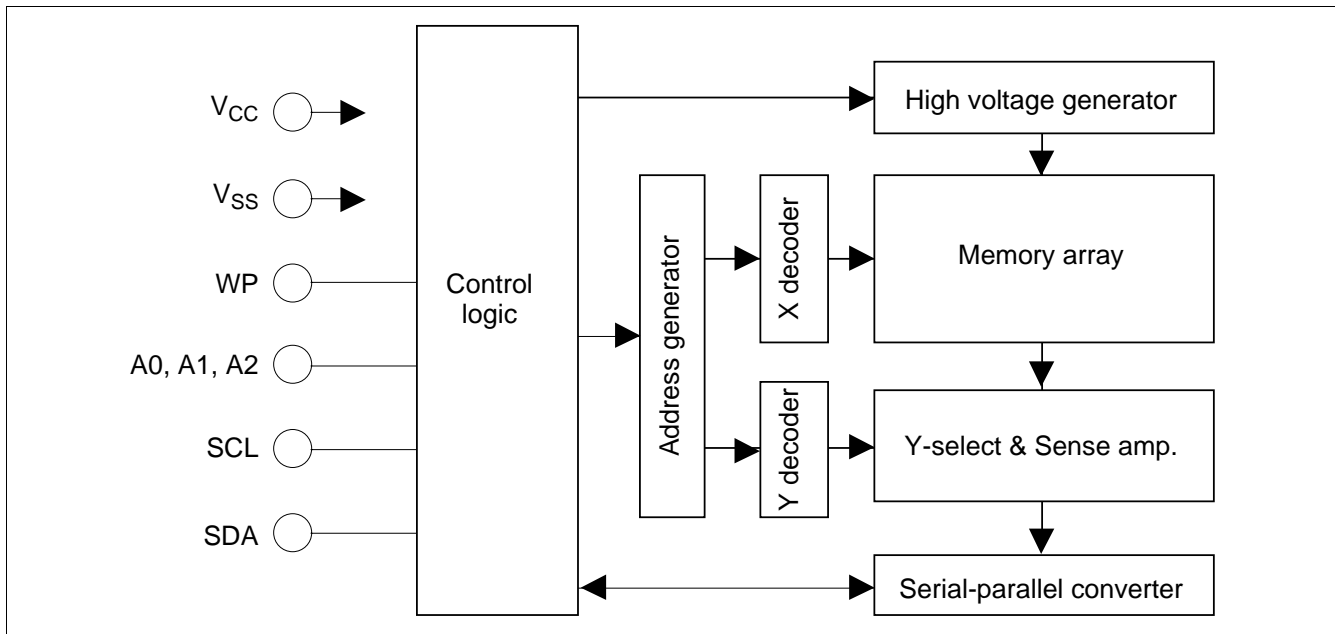 VCC
VSS
WP
A0, A1, A2
SCL
SDA
Control
logic
Address generator
X decoder
Y decoder
High voltage generator
Memory array
Y-select & Sense amp.
Serial-parallel converter